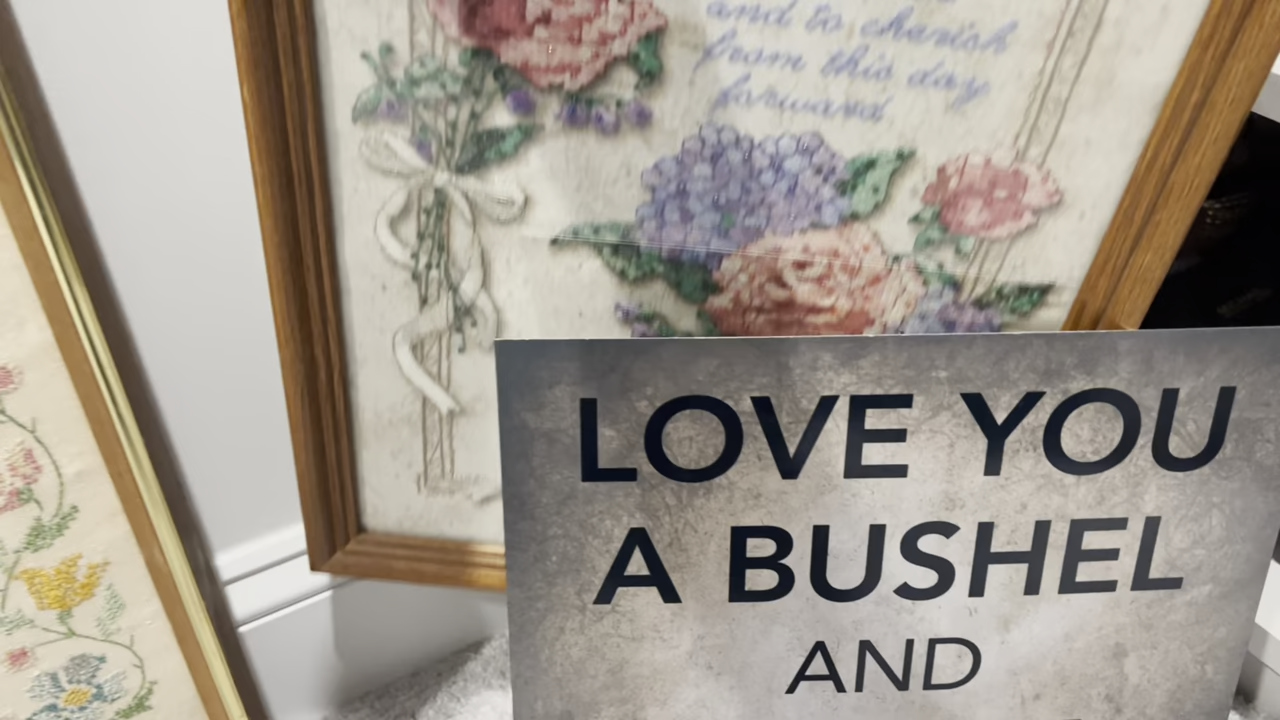 and to cherish
from this day
forward
LOVE YOU
A BUSHEL
AND